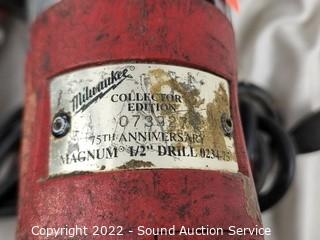 Milwaukee
COLLECTOR
EDITION
75TH ANNIVERSARY
MAGNUM® 1/2" DRILL
Copyright 2022 - Sound Auction Service